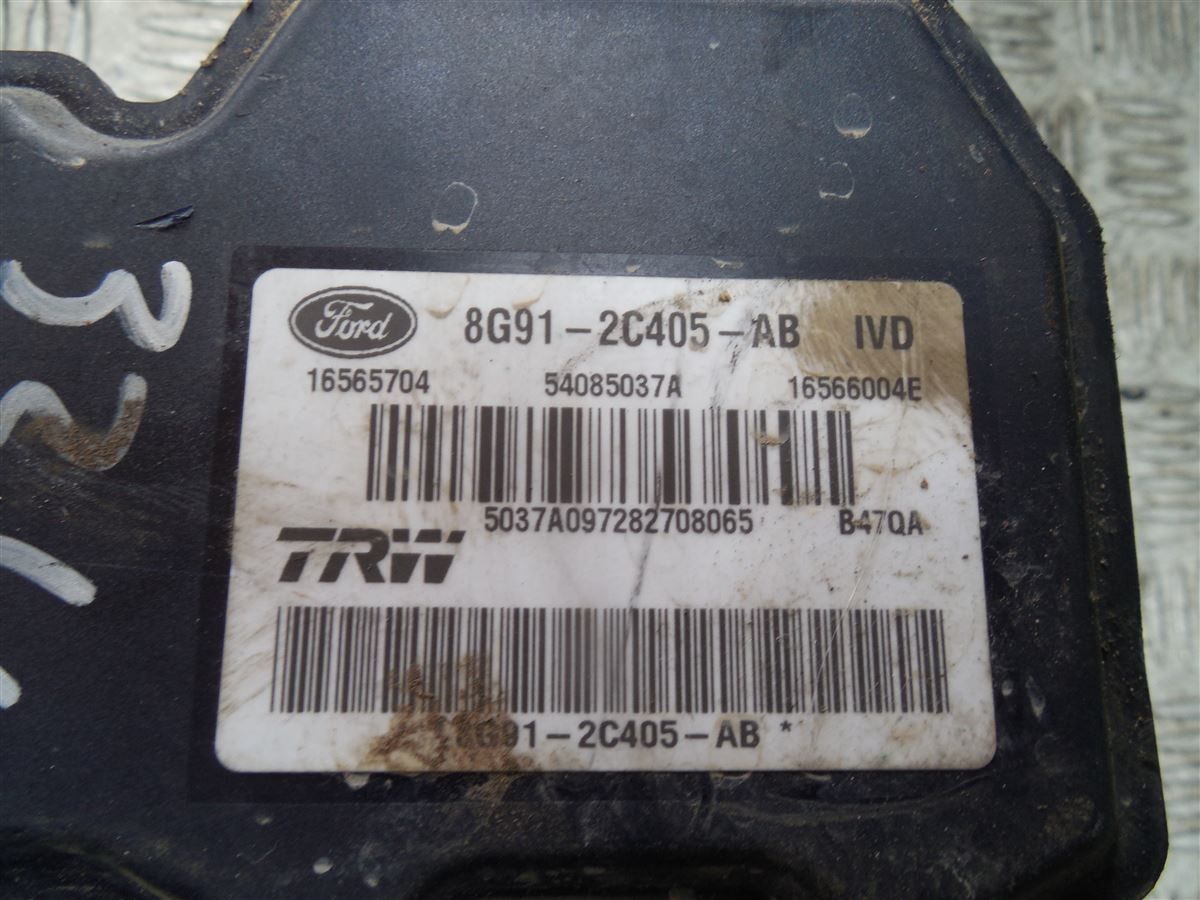 Ford 8G91-2C405-AB IVD
16565704 54085037A 16566004E
5037A097282708065 B47QA
TRW
8G91-2C405-AB *